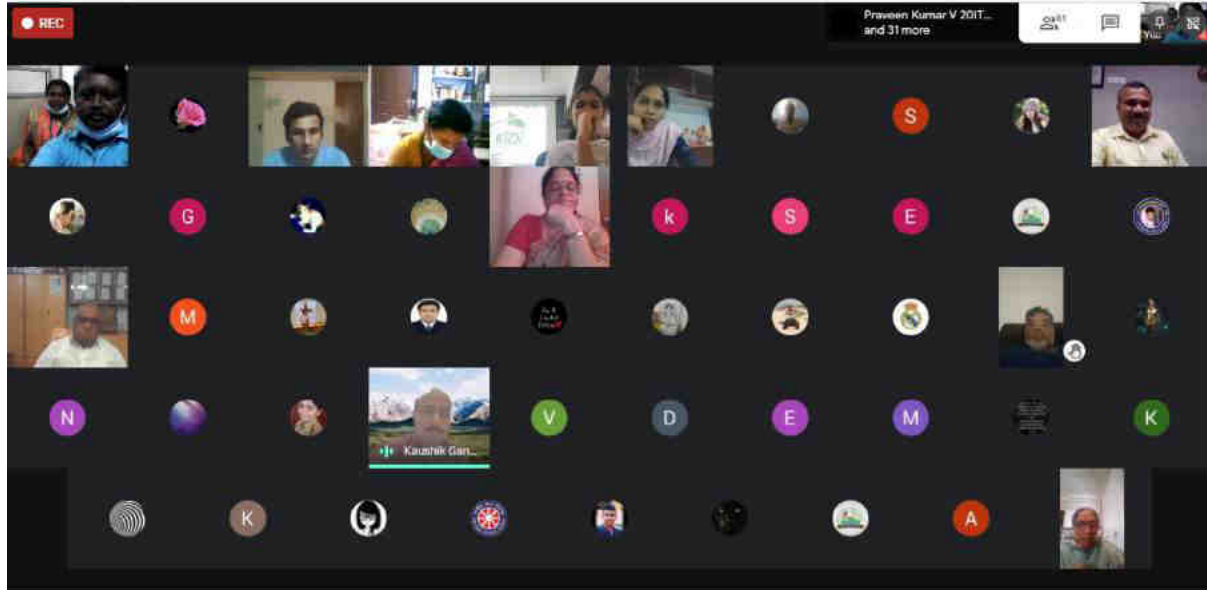 REC
Praveen Kumar V 20IT...
and 31 more
S
G
k
S
E
M
N
Kaushik Gan...
V
D
E
M
K
K
A